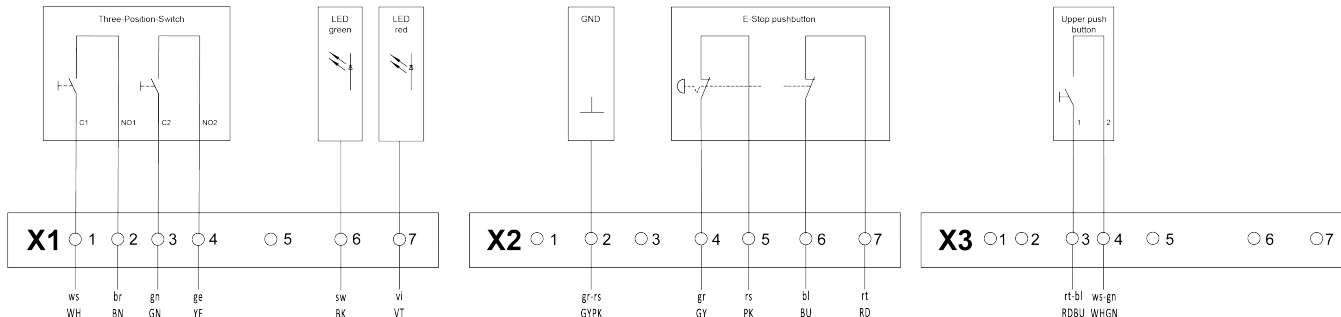 Three-Position-Switch
C1 NO1 C2 NO2
LED
green
LED
red
GND
E-Stop pushbutton
Upper push
button
1 2
X1 1 2 3 4 5 6 7
X2 1 2 3 4 5 6 7
X3 1 2 3 4 5 6 7
ws br gn ge sw vi
WH BN GN YE BK VT
gr-rs gr rs bl rt
GYPK GY PK BU RD
rt-bl ws-gn
RDBU WHGN